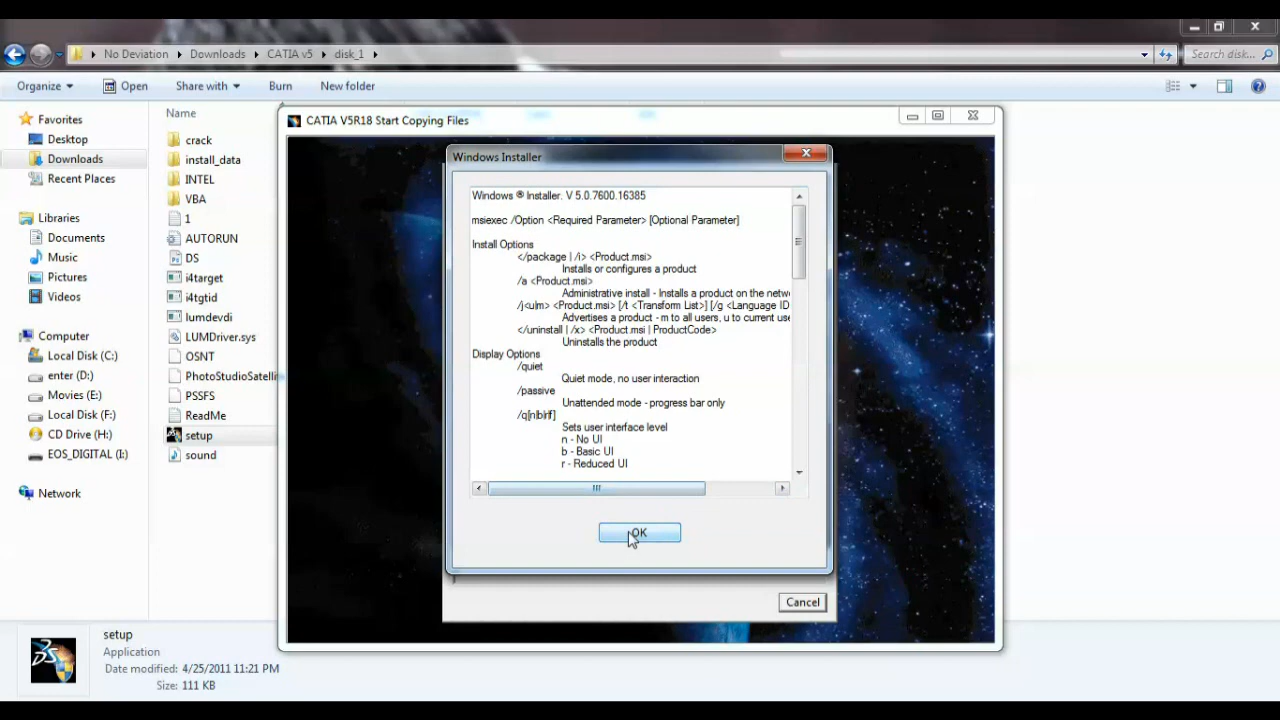 No Deviation
Downloads
CATIA v5
disk_1
Search disk...
Organize
Open
Share with
Burn
New folder
Favorites
Desktop
Downloads
Recent Places
Libraries
Documents
Music
Pictures
Videos
Computer
Local Disk (C:)
enter (D:)
Movies (E:)
Local Disk (F:)
CD Drive (H:)
EOS_DIGITAL (I:)
Network
Name
crack
install_data
INTEL
VBA
1
AUTORUN
DS
i4target
i4tgtid
lumdevdi
LUMDriver.sys
OSNT
PhotoStudioSatelli
PSSFS
ReadMe
setup
sound
CATIA V5R18 Start Copying Files
Windows Installer
Windows ® Installer. V 5.0.7600.16385
msiexec /Option <Required Parameter> [Optional Parameter]
Install Options
</package | /i> <Product.msi>
Installs or configures a product
/a <Product.msi>
Administrative install - Installs a product on the netw
/j<u|m> <Product.msi> [/t <Transform List>] [/g <Language ID
Advertises a product - m to all users, u to current use
</uninstall | /x> <Product.msi | ProductCode>
Uninstalls the product
Display Options
/quiet
Quiet mode, no user interaction
/passive
Unattended mode - progress bar only
/q[n|b|r|f]
Sets user interface level
n - No UI
b - Basic UI
r - Reduced UI
OK
Cancel
setup
Application
Date modified: 4/25/2011 11:21 PM
Size: 111 KB